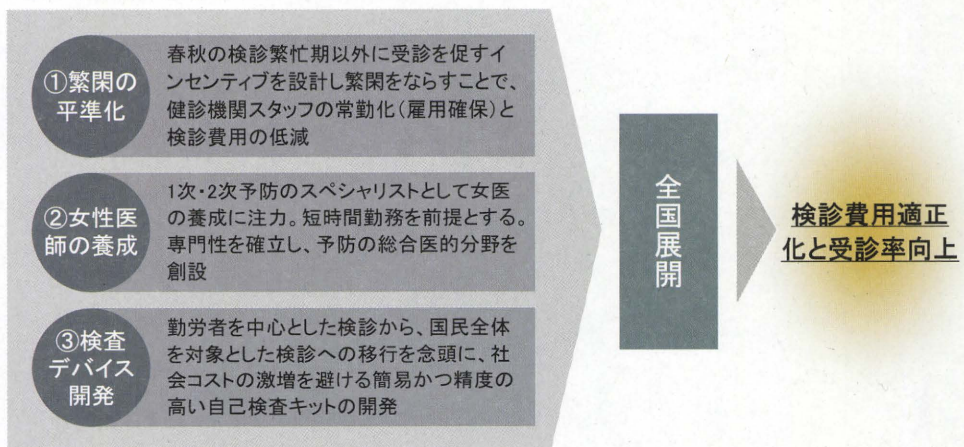 ①繁閑の
平準化
春秋の検診繁忙期以外に受診を促すイ
ンセンティブを設計し繁閑をならすことで、
健診機関スタッフの常勤化(雇用確保)と
検診費用の低減
②女性医
師の養成
1次・2次予防のスペシャリストとして女医
の養成に注力。短時間勤務を前提とする。
専門性を確立し、予防の総合医的分野を
創設
③検査
デバイス
開発
勤労者を中心とした検診から、国民全体
を対象とした検診への移行を念頭に、社
会コストの激増を避ける簡易かつ精度の
高い自己検査キットの開発
全国展開
検診費用適正
化と受診率向上